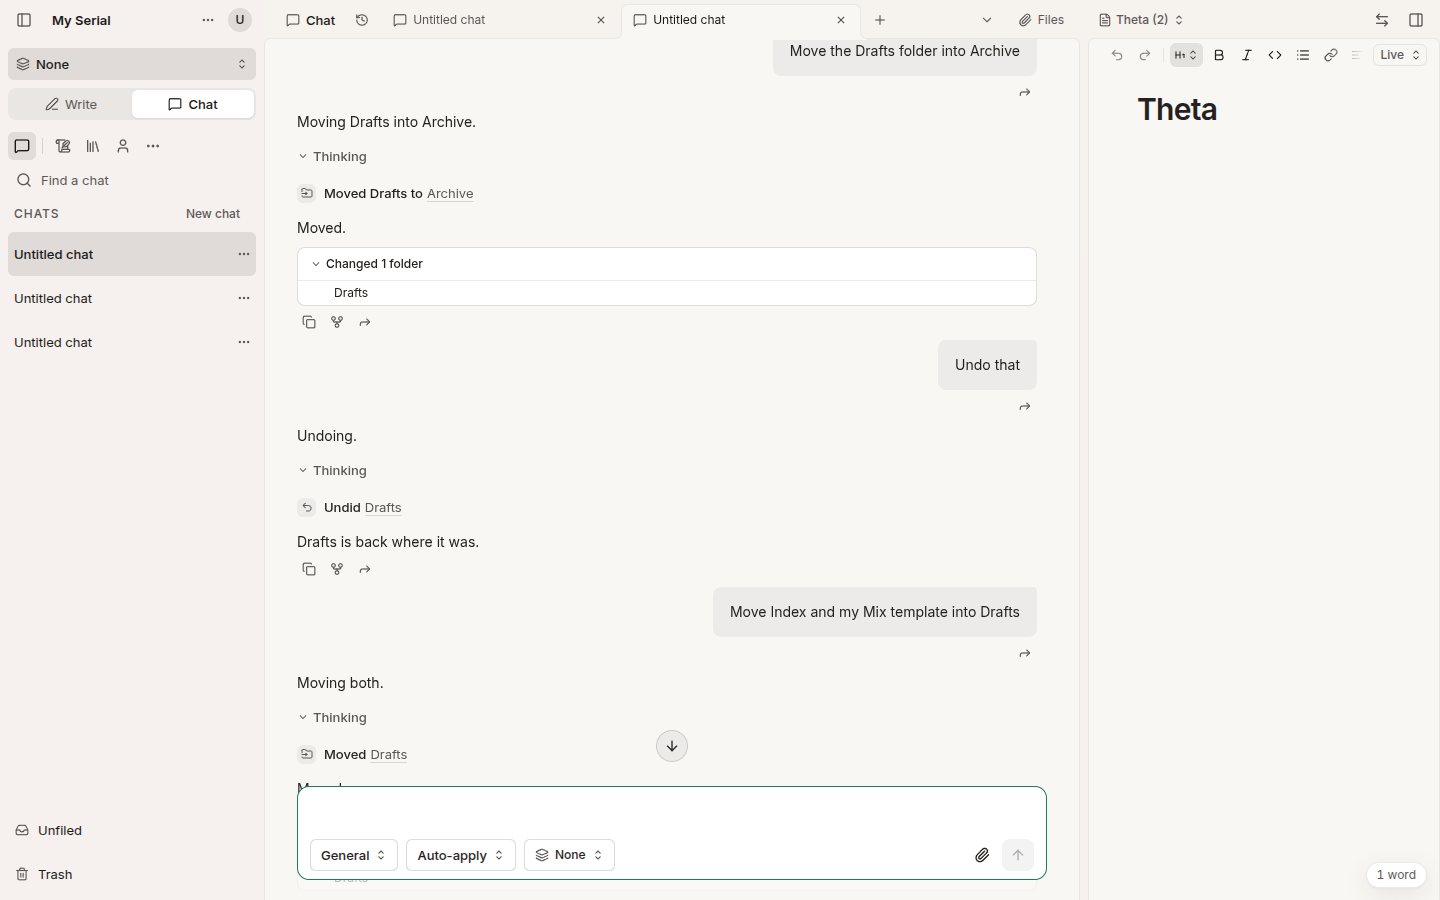 My Serial
U
None
Write
Chat
Find a chat
CHATS
New chat
Untitled chat
Untitled chat
Untitled chat
Unfiled
Trash
Chat
Untitled chat
Untitled chat
Files
Theta (2)
Move the Drafts folder into Archive
Moving Drafts into Archive.
Thinking
Moved Drafts to Archive
Moved.
Changed 1 folder
Drafts
Undo that
Undoing.
Thinking
Undid Drafts
Drafts is back where it was.
Move Index and my Mix template into Drafts
Moving both.
Thinking
Moved Drafts
General
Auto-apply
None
H1
Live
Theta
1 word